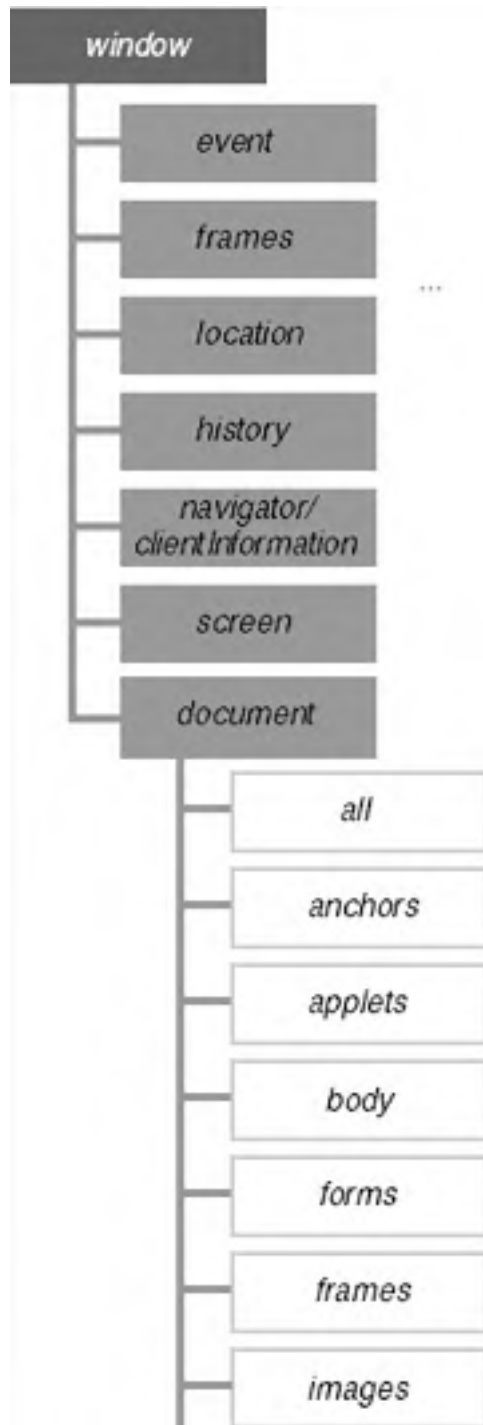 window
event
frames
...
location
history
navigator/
clientInformation
screen
document
all
anchors
applets
body
forms
frames
images